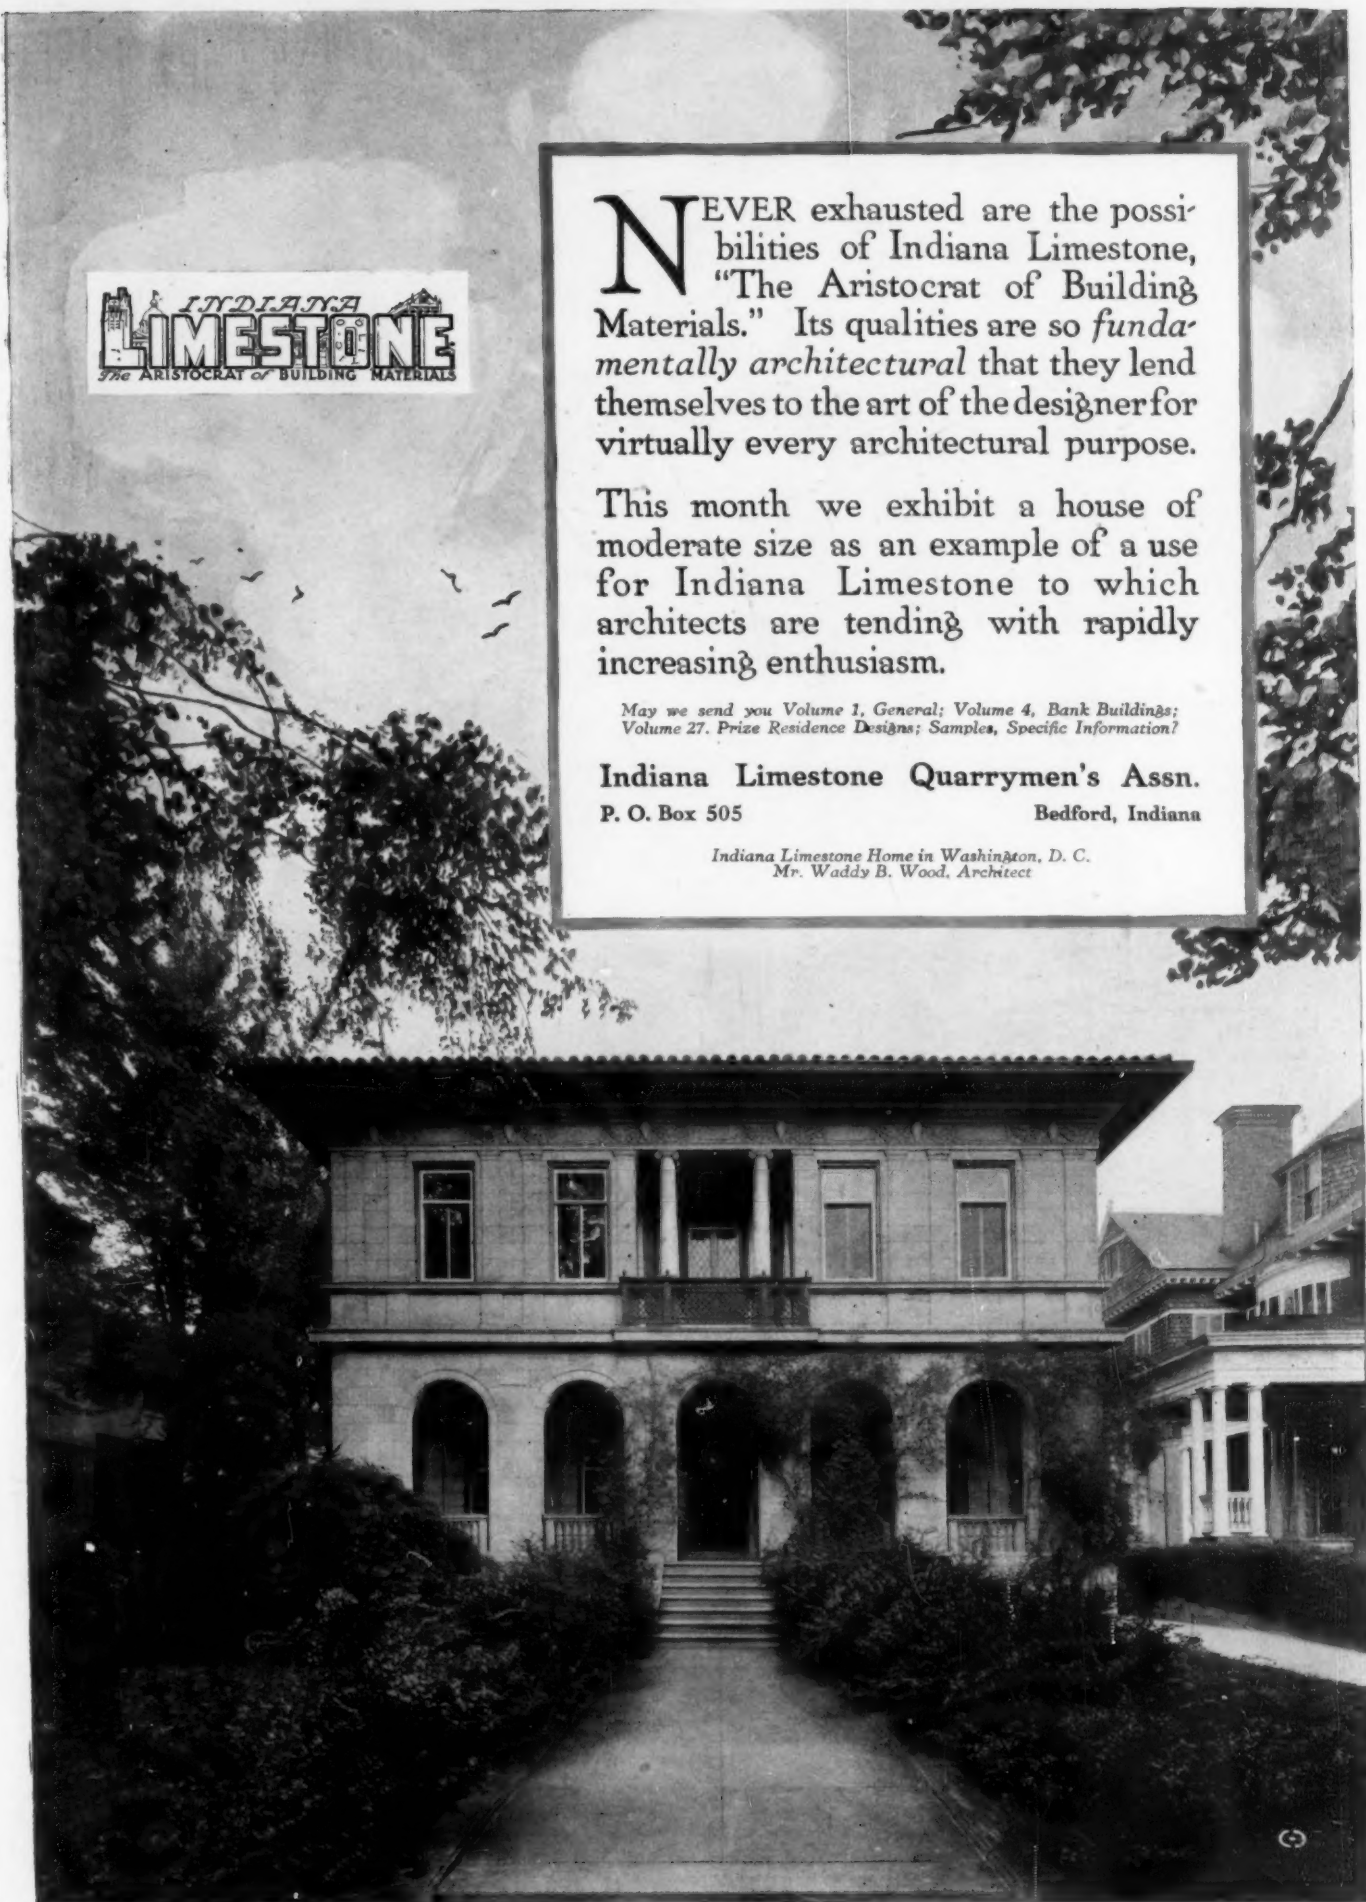 INDIANA
LIMESTONE
The ARISTOCRAT of BUILDING MATERIALS
NEVER exhausted are the possi-
bilities of Indiana Limestone,
“The Aristocrat of Building
Materials.” Its qualities are so funda-
mentally architectural that they lend
themselves to the art of the designer for
virtually every architectural purpose.
This month we exhibit a house of
moderate size as an example of a use
for Indiana Limestone to which
architects are tending with rapidly
increasing enthusiasm.
May we send you Volume 1, General; Volume 4, Bank Buildings;
Volume 27. Prize Residence Designs; Samples, Specific Information?
Indiana Limestone Quarrymen's Assn.
P. O. Box 505 Bedford, Indiana
Indiana Limestone Home in Washington, D. C.
Mr. Waddy B. Wood, Architect